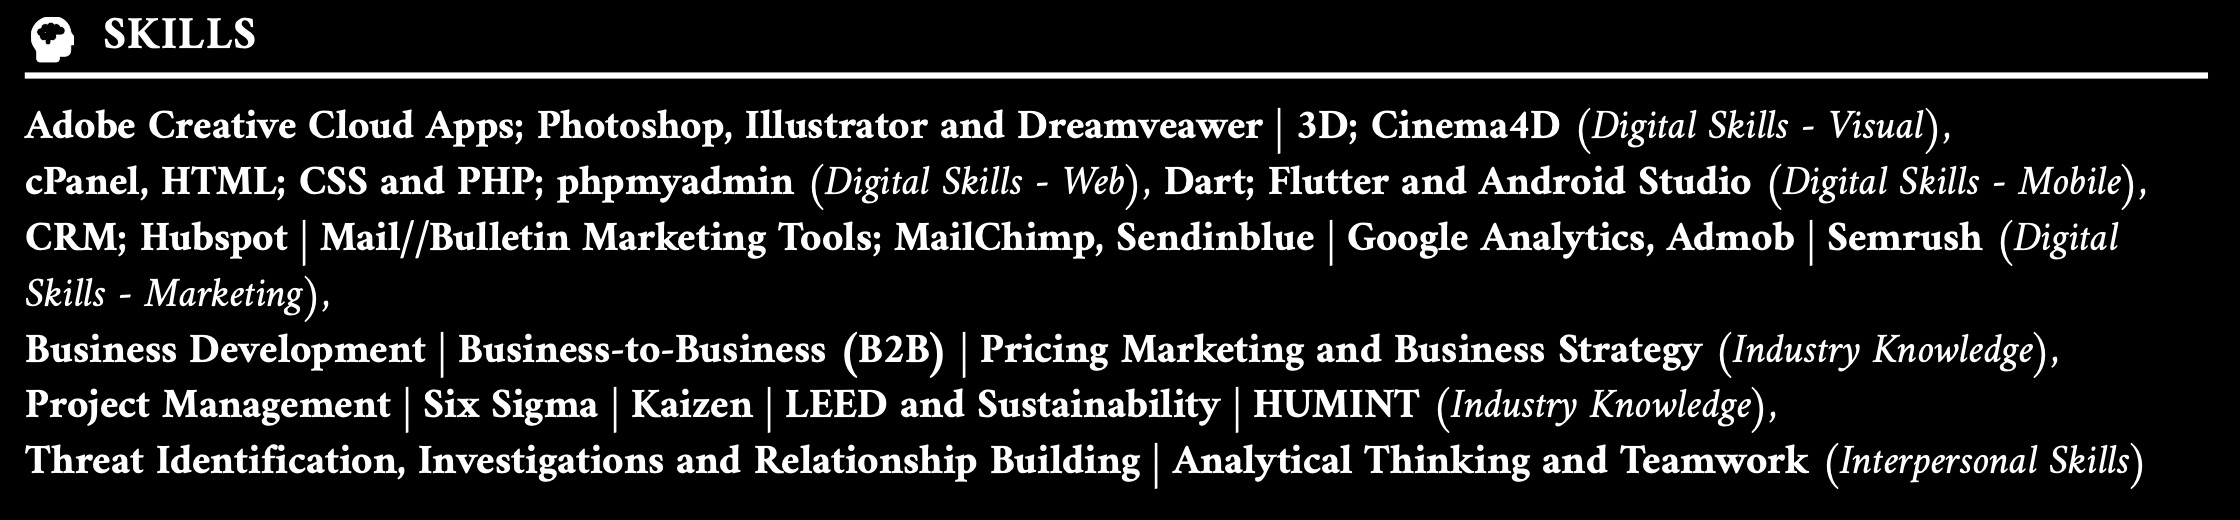 SKILLS
Adobe Creative Cloud Apps; Photoshop, Illustrator and Dreamveawer | 3D; Cinema4D (Digital Skills - Visual),
cPanel, HTML; CSS and PHP; phpmyadmin (Digital Skills - Web), Dart; Flutter and Android Studio (Digital Skills - Mobile),
CRM; Hubspot | Mail//Bulletin Marketing Tools; MailChimp, Sendinblue | Google Analytics, Admob | Semrush (Digital
Skills - Marketing),
Business Development | Business-to-Business (B2B) | Pricing Marketing and Business Strategy (Industry Knowledge),
Project Management | Six Sigma | Kaizen | LEED and Sustainability | HUMINT (Industry Knowledge),
Threat Identification, Investigations and Relationship Building | Analytical Thinking and Teamwork (Interpersonal Skills)